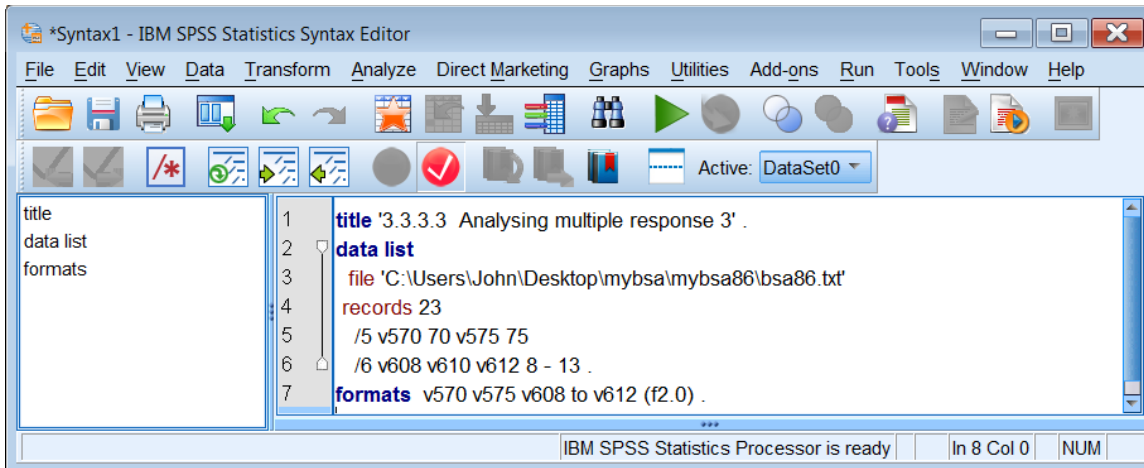 *Syntax1 - IBM SPSS Statistics Syntax Editor
File Edit View Data Transform Analyze Direct Marketing Graphs Utilities Add-ons Run Tools Window Help
/*
Active: DataSet0
title
data list
formats
1 title '3.3.3.3  Analysing multiple response 3' .
2 data list
3 file 'C:\Users\John\Desktop\mybsa\mybsa86\bsa86.txt'
4 records 23
5 /5 v570 70 v575 75
6 /6 v608 v610 v612 8 - 13 .
7 formats  v570 v575 v608 to v612 (f2.0) .
IBM SPSS Statistics Processor is ready In 8 Col 0 NUM